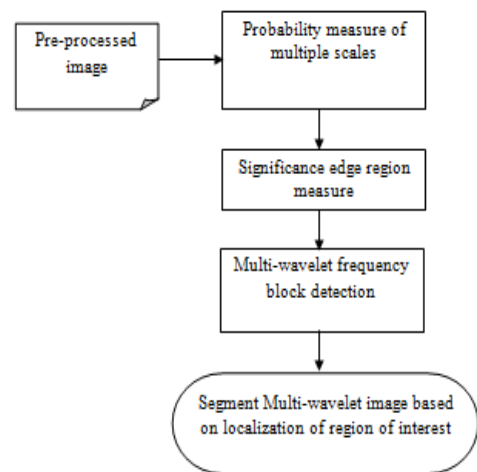 Pre-processed
image
Probability measure of
multiple scales
Significance edge region
measure
Multi-wavelet frequency
block detection
Segment Multi-wavelet image based
on localization of region of interest